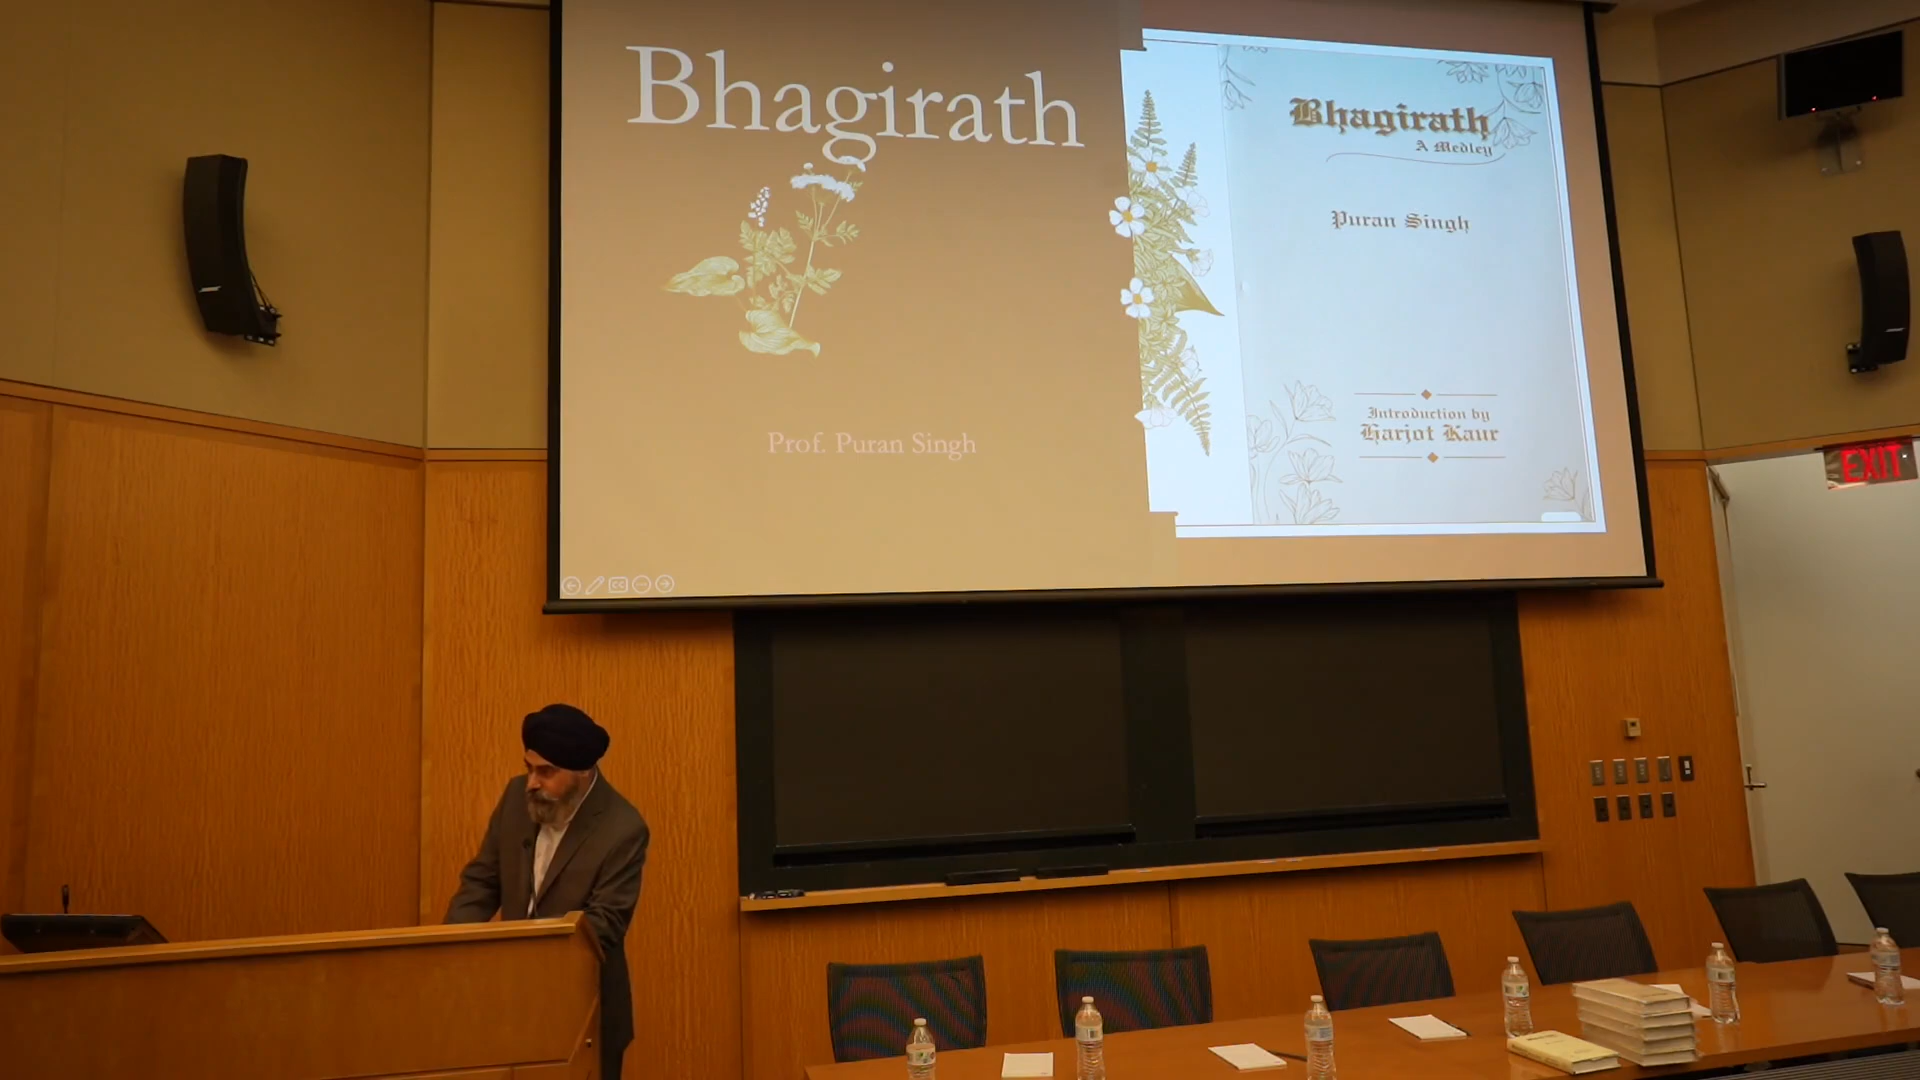 Bhagirath
Prof. Puran Singh
Bhagirath
A Medley
Puran Singh
Introduction by
Harjot Kaur
EXIT